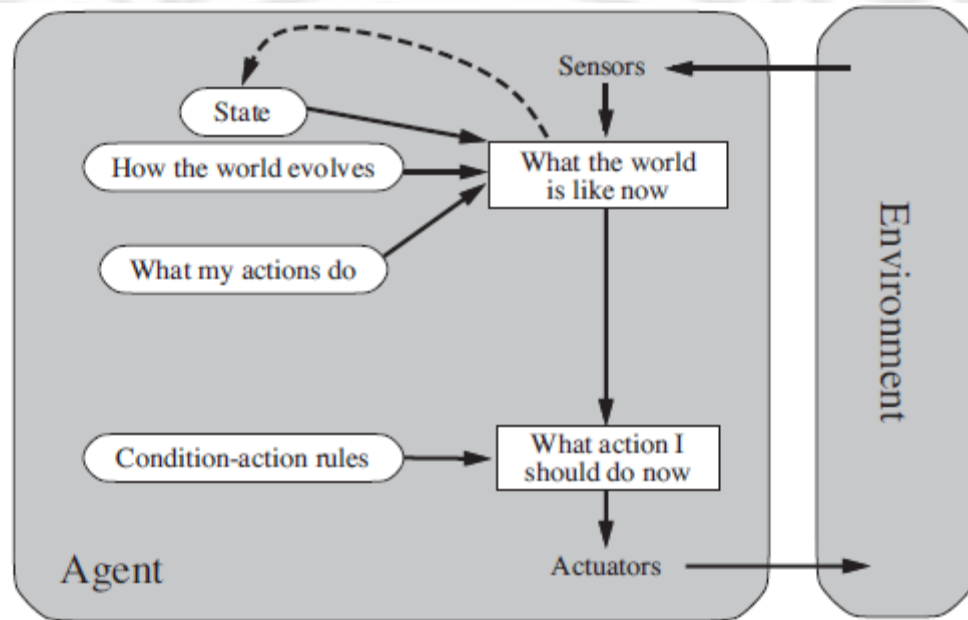 Sensors
State
How the world evolves
What the world
is like now
What my actions do
Environment
Condition-action rules
What action I
should do now
Agent
Actuators